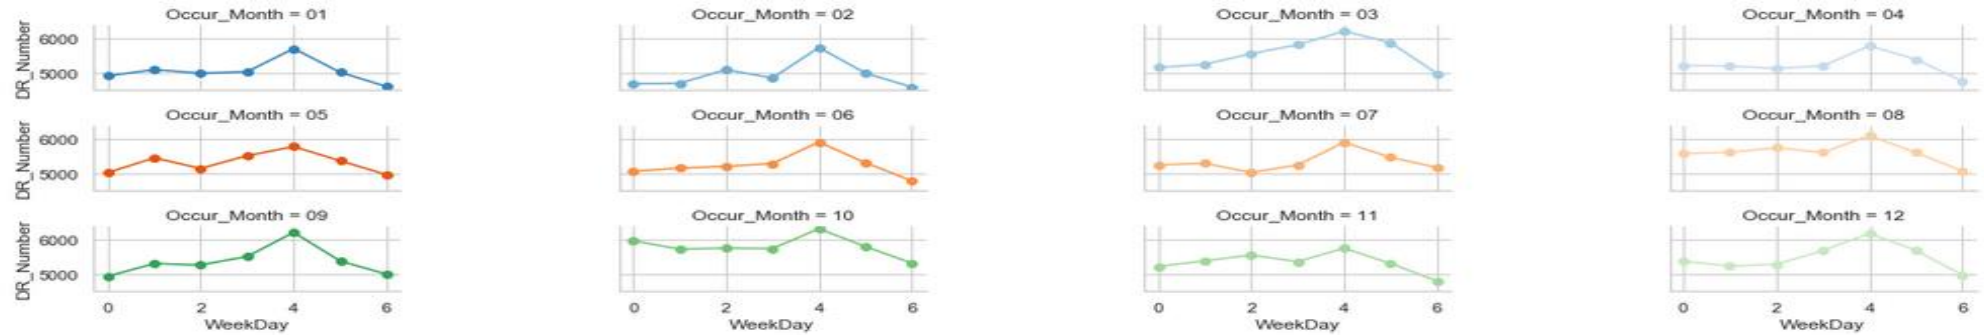 Occur_Month = 01 Occur_Month = 02 Occur_Month = 03 Occur_Month = 04
DR_Number
6000
5000
Occur_Month = 05 Occur_Month = 06 Occur_Month = 07 Occur_Month = 08
DR_Number
6000
5000
Occur_Month = 09 Occur_Month = 10 Occur_Month = 11 Occur_Month = 12
DR_Number
6000
5000
0 2 4 6 0 2 4 6 0 2 4 6 0 2 4 6
WeekDay WeekDay WeekDay WeekDay